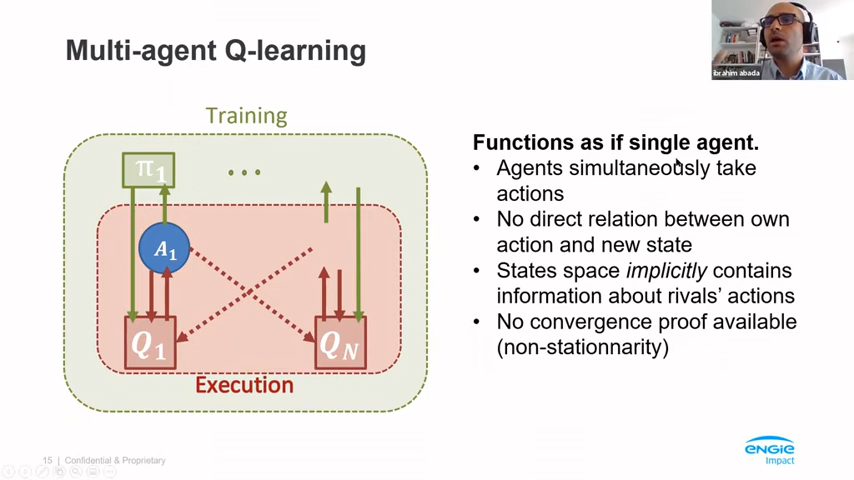 Multi-agent Q-learning
ibrahim abada
Training
π1
...
A1
Q1
QN
Execution
Functions as if single agent.
• Agents simultaneously take
actions
• No direct relation between own
action and new state
• States space implicitly contains
information about rivals' actions
• No convergence proof available
(non-stationnarity)
15 | Confidential & Proprietary
ENGIE
Impact